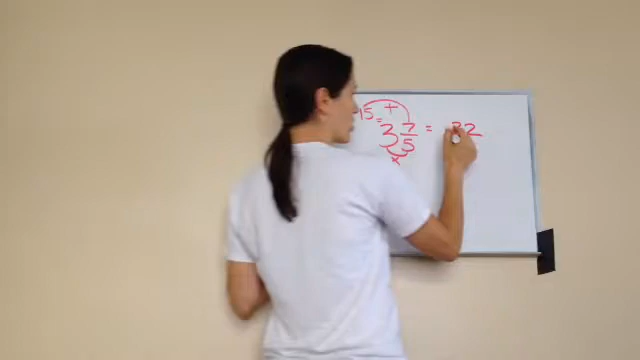 15 = 3 7/5 = 22
+
x